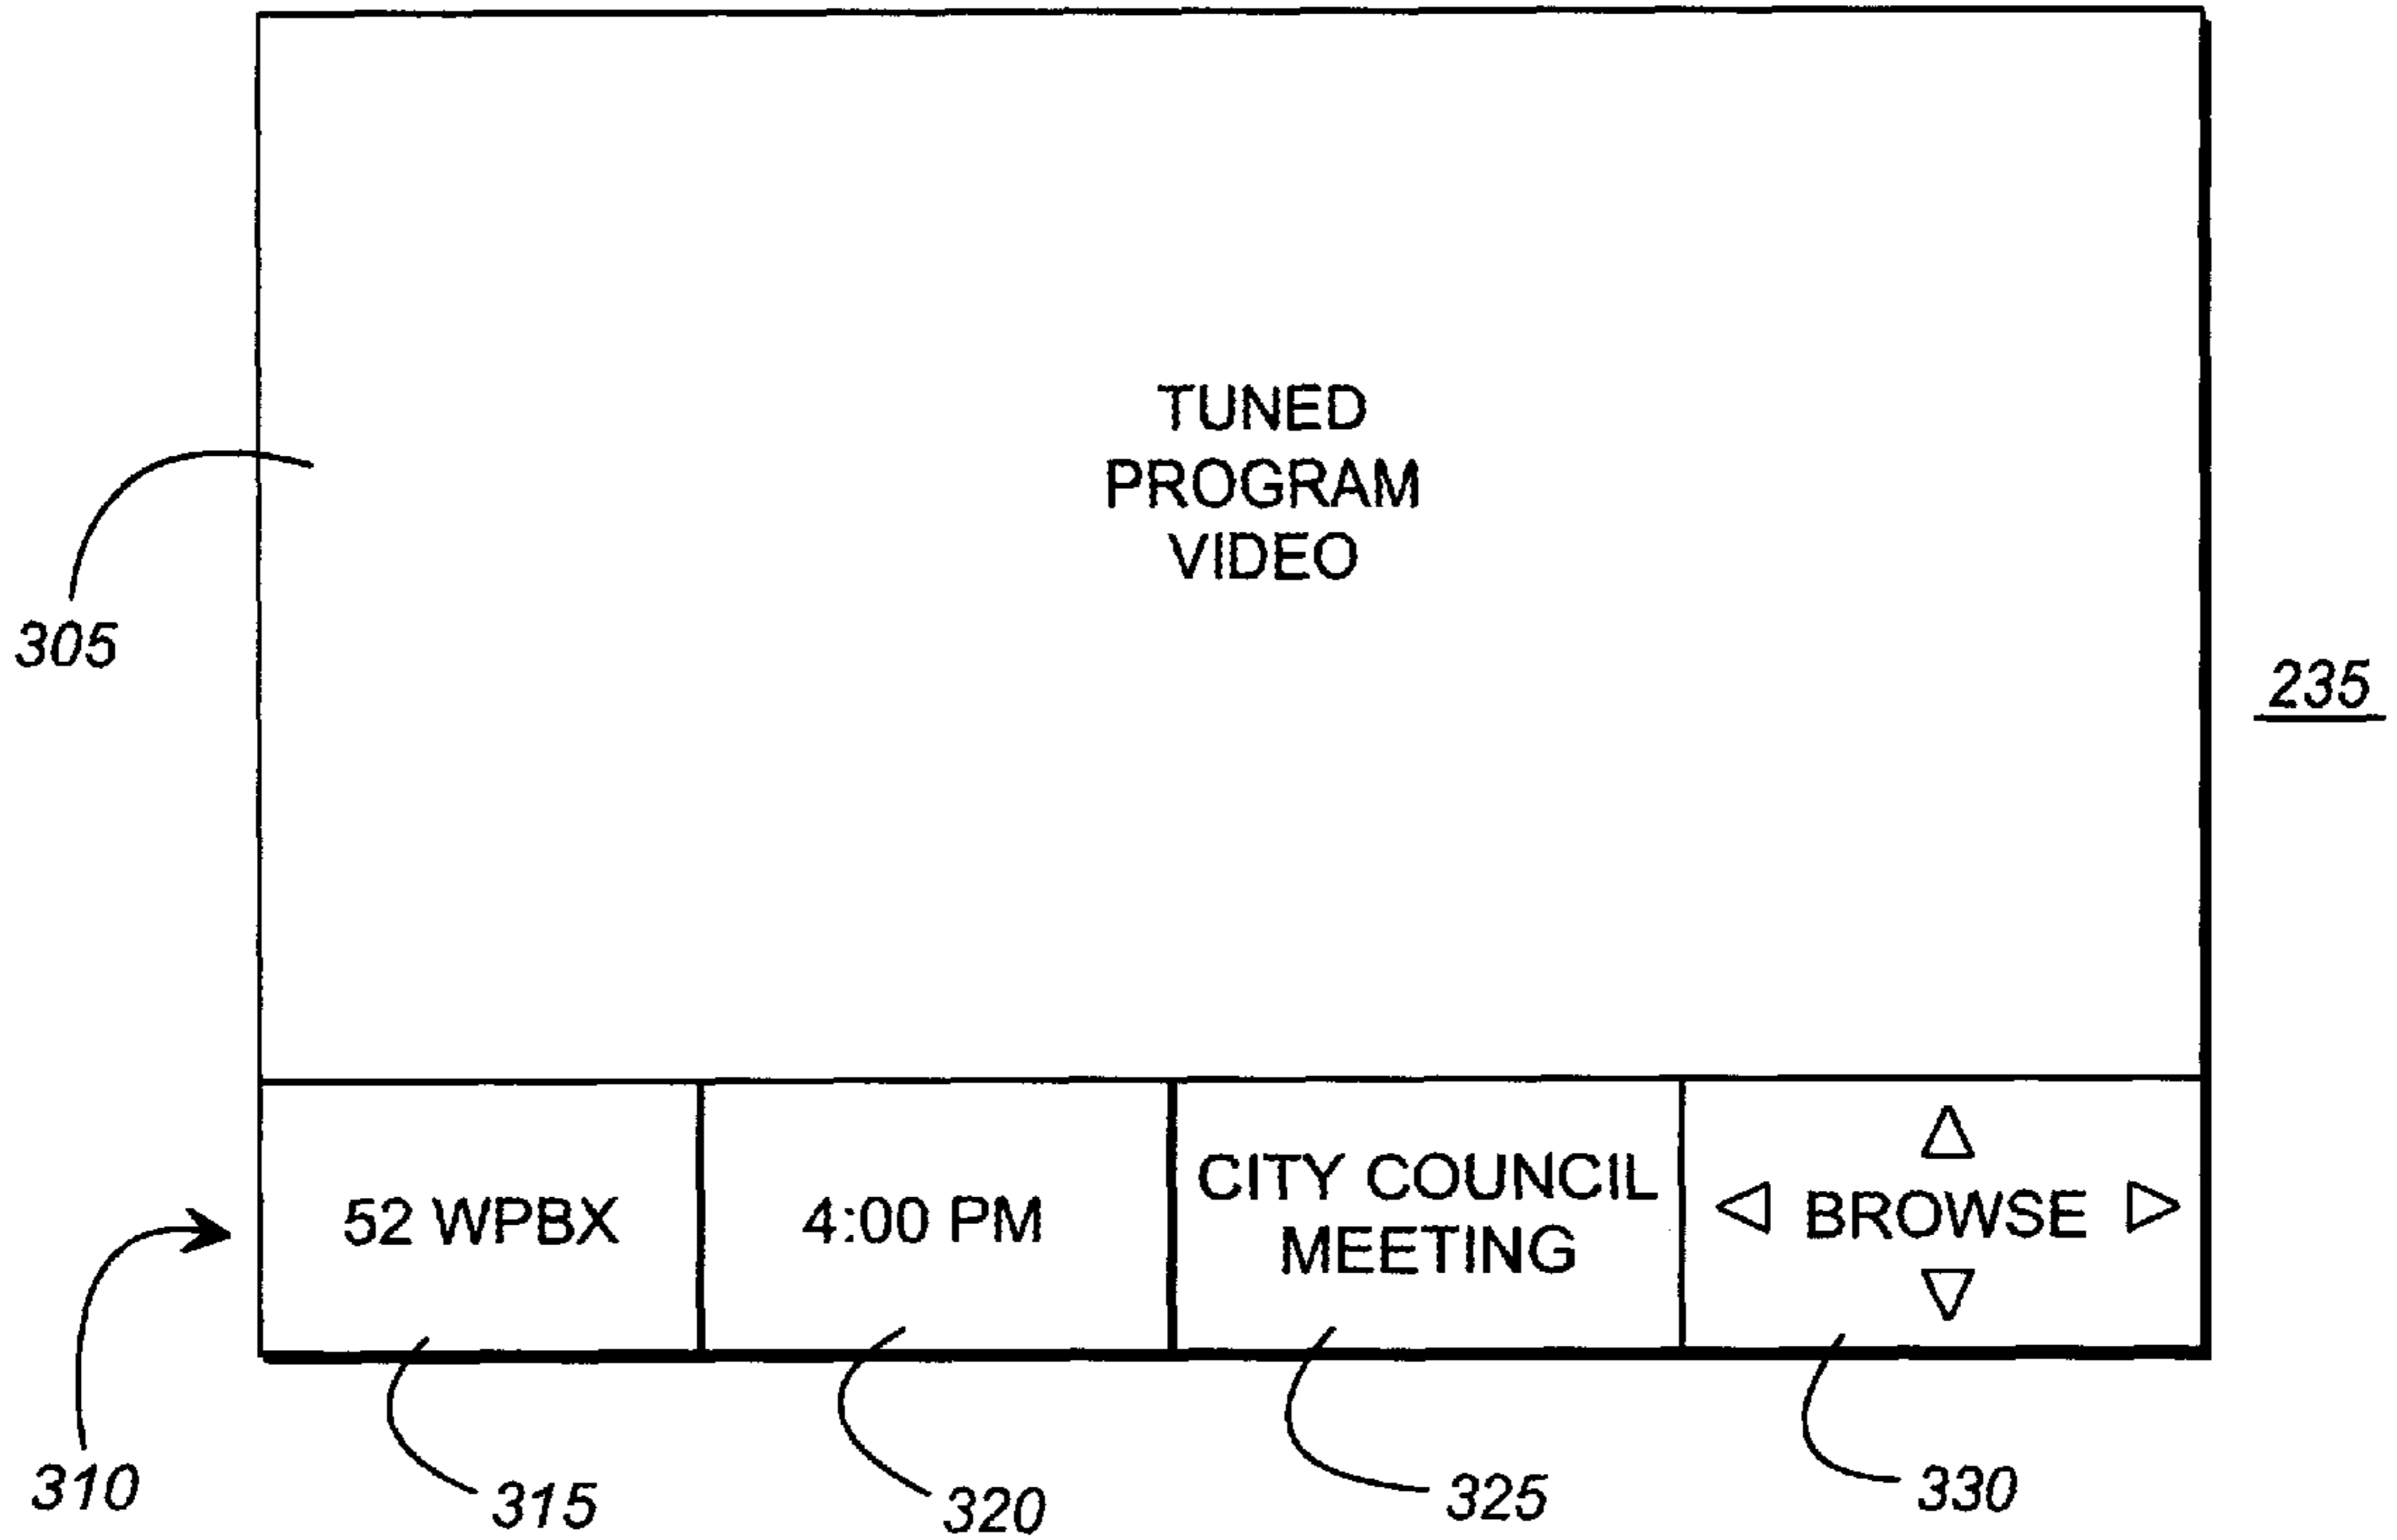 TUNED
PROGRAM
VIDEO
305
235
52 WPBX
4:00 PM
CITY COUNCIL
MEETING
BROWSE
310
315
320
325
330